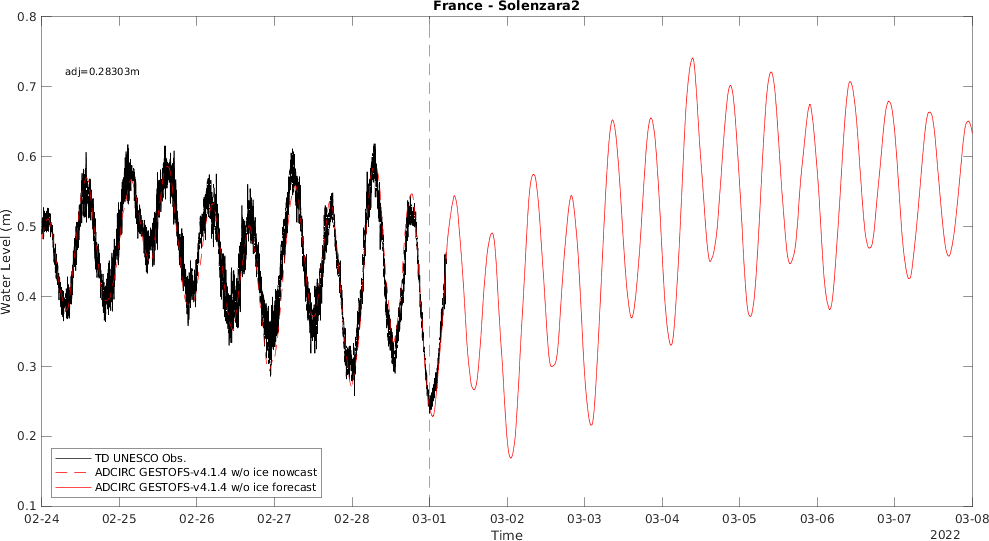 France - Solenzara2
adj=0.28303m
Water Level (m)
0.8
0.7
0.6
0.5
0.4
0.3
0.2
0.1
TD UNESCO Obs.
ADCIRC GESTOFS-v4.1.4 w/o ice nowcast
ADCIRC GESTOFS-v4.1.4 w/o ice forecast
02-24 02-25 02-26 02-27 02-28 03-01 03-02 03-03 03-04 03-05 03-06 03-07 03-08
Time
2022